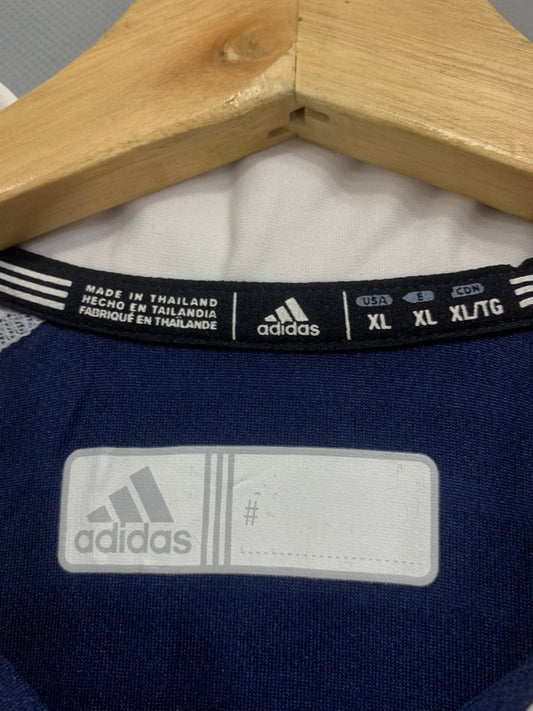 MADE IN THAILAND
HECHO EN TAILANDIA
FABRIQUÉ EN THAÏLANDE
adidas
USA E CDN
XL XL XL/TG
adidas
#